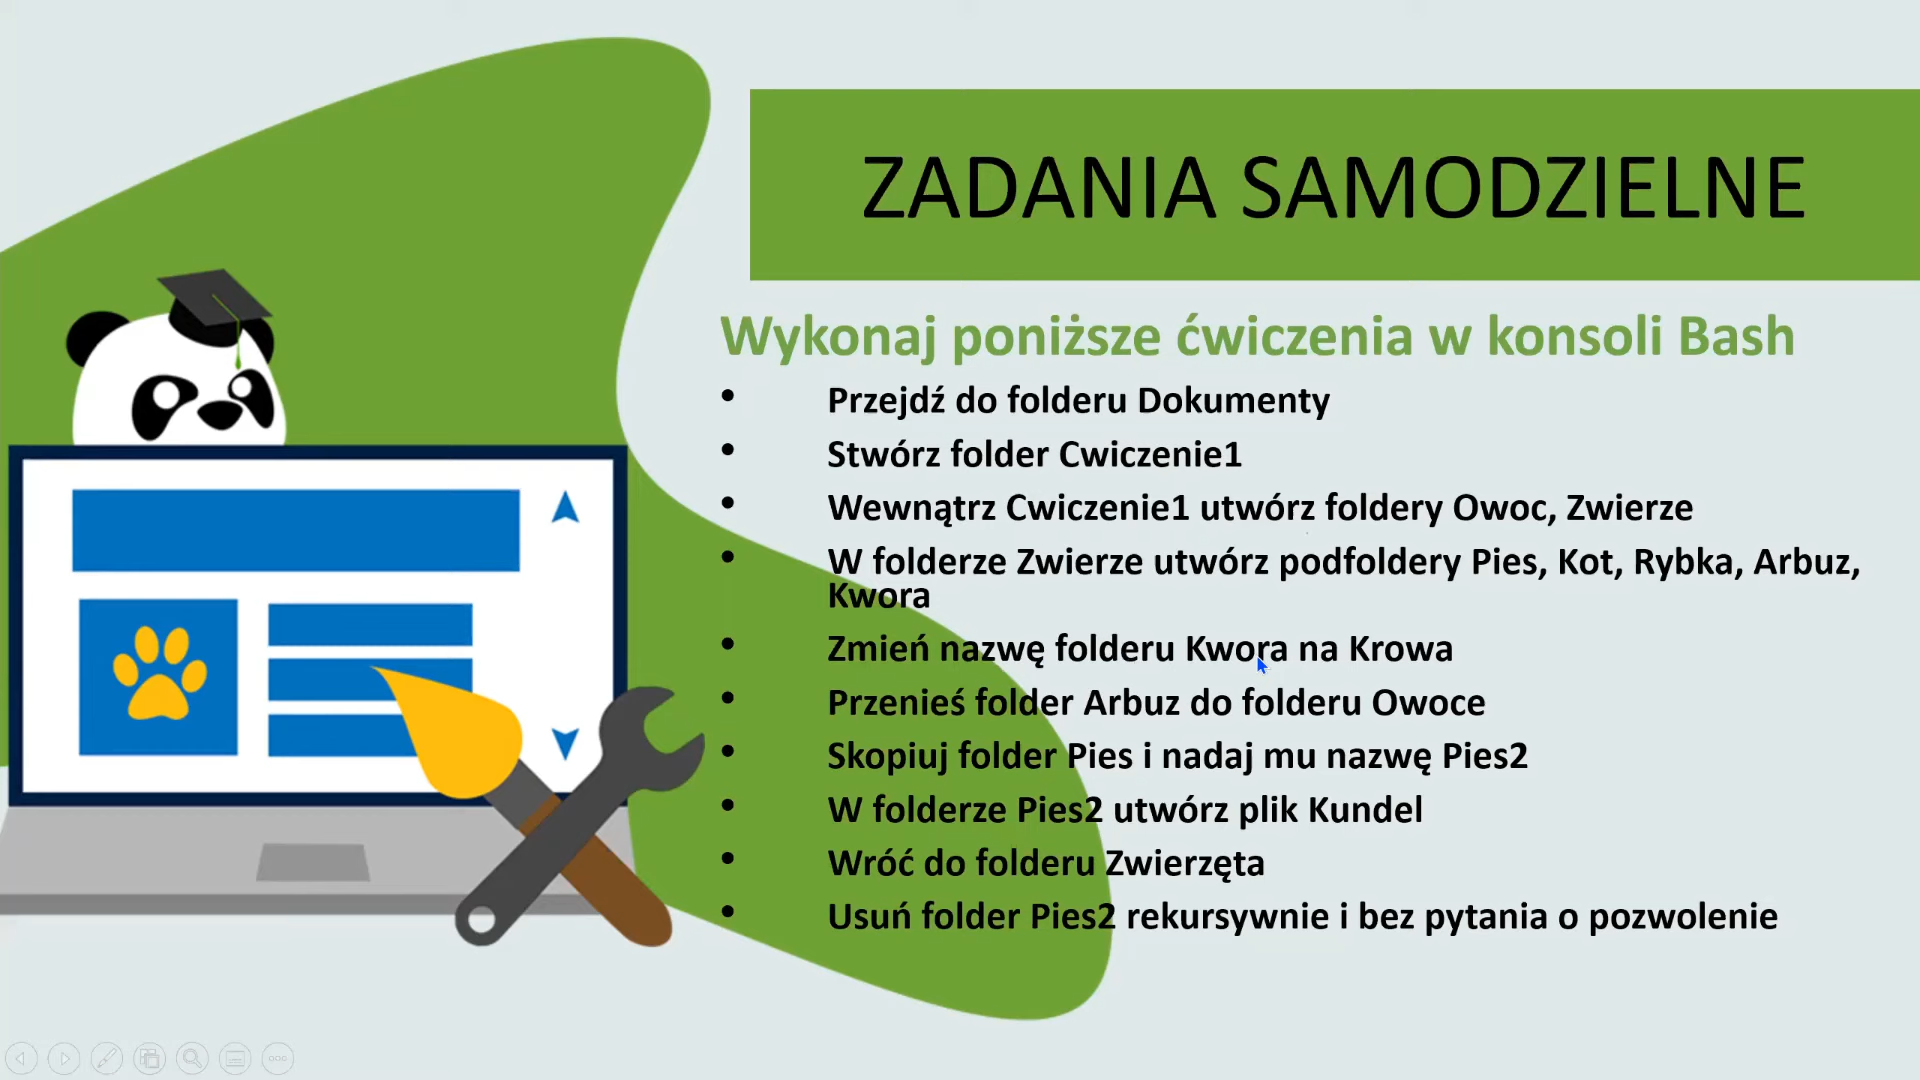 ZADANIA SAMODZIELNE
Wykonaj poniższe ćwiczenia w konsoli Bash
• Przejdź do folderu Dokumenty
• Stwórz folder Cwiczenie1
• Wewnątrz Cwiczenie1 utwórz foldery Owoc, Zwierze
• W folderze Zwierze utwórz podfoldery Pies, Kot, Rybka, Arbuz,
Kwora
• Zmień nazwę folderu Kwora na Krowa
• Przenieś folder Arbuz do folderu Owoce
• Skopiuj folder Pies i nadaj mu nazwę Pies2
• W folderze Pies2 utwórz plik Kundel
• Wróć do folderu Zwierzęta
• Usuń folder Pies2 rekursywnie i bez pytania o pozwolenie